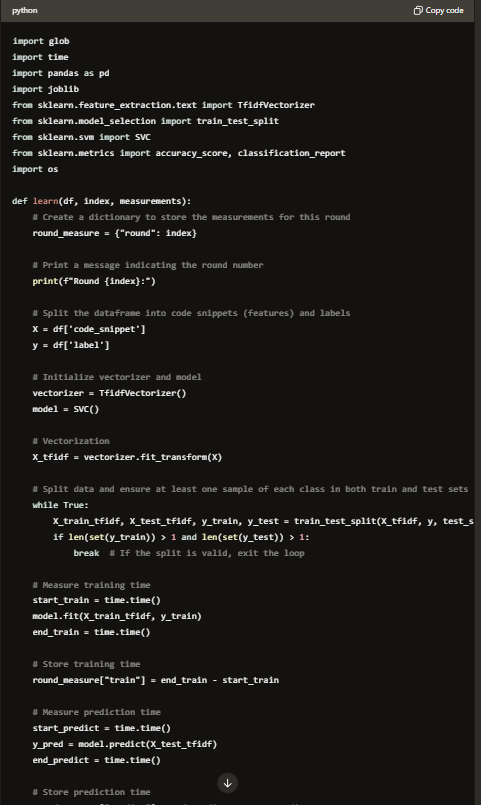 python
Copy code
import glob
import time
import pandas as pd
import joblib
from sklearn.feature_extraction.text import TfidfVectorizer
from sklearn.model_selection import train_test_split
from sklearn.svm import SVC
from sklearn.metrics import accuracy_score, classification_report
import os
def learn(df, index, measurements):
# Create a dictionary to store the measurements for this round
round_measure = {"round": index}
# Print a message indicating the round number
print(f"Round {index}:")
# Split the dataframe into code snippets (features) and labels
X = df['code_snippet']
y = df['label']
# Initialize vectorizer and model
vectorizer = TfidfVectorizer()
model = SVC()
# Vectorization
X_tfidf = vectorizer.fit_transform(X)
# Split data and ensure at least one sample of each class in both train and test sets
while True:
X_train_tfidf, X_test_tfidf, y_train, y_test = train_test_split(X_tfidf, y, test_s
if len(set(y_train)) > 1 and len(set(y_test)) > 1:
break # If the split is valid, exit the loop
# Measure training time
start_train = time.time()
model.fit(X_train_tfidf, y_train)
end_train = time.time()
# Store training time
round_measure["train"] = end_train - start_train
# Measure prediction time
start_predict = time.time()
y_pred = model.predict(X_test_tfidf)
end_predict = time.time()
# Store prediction time